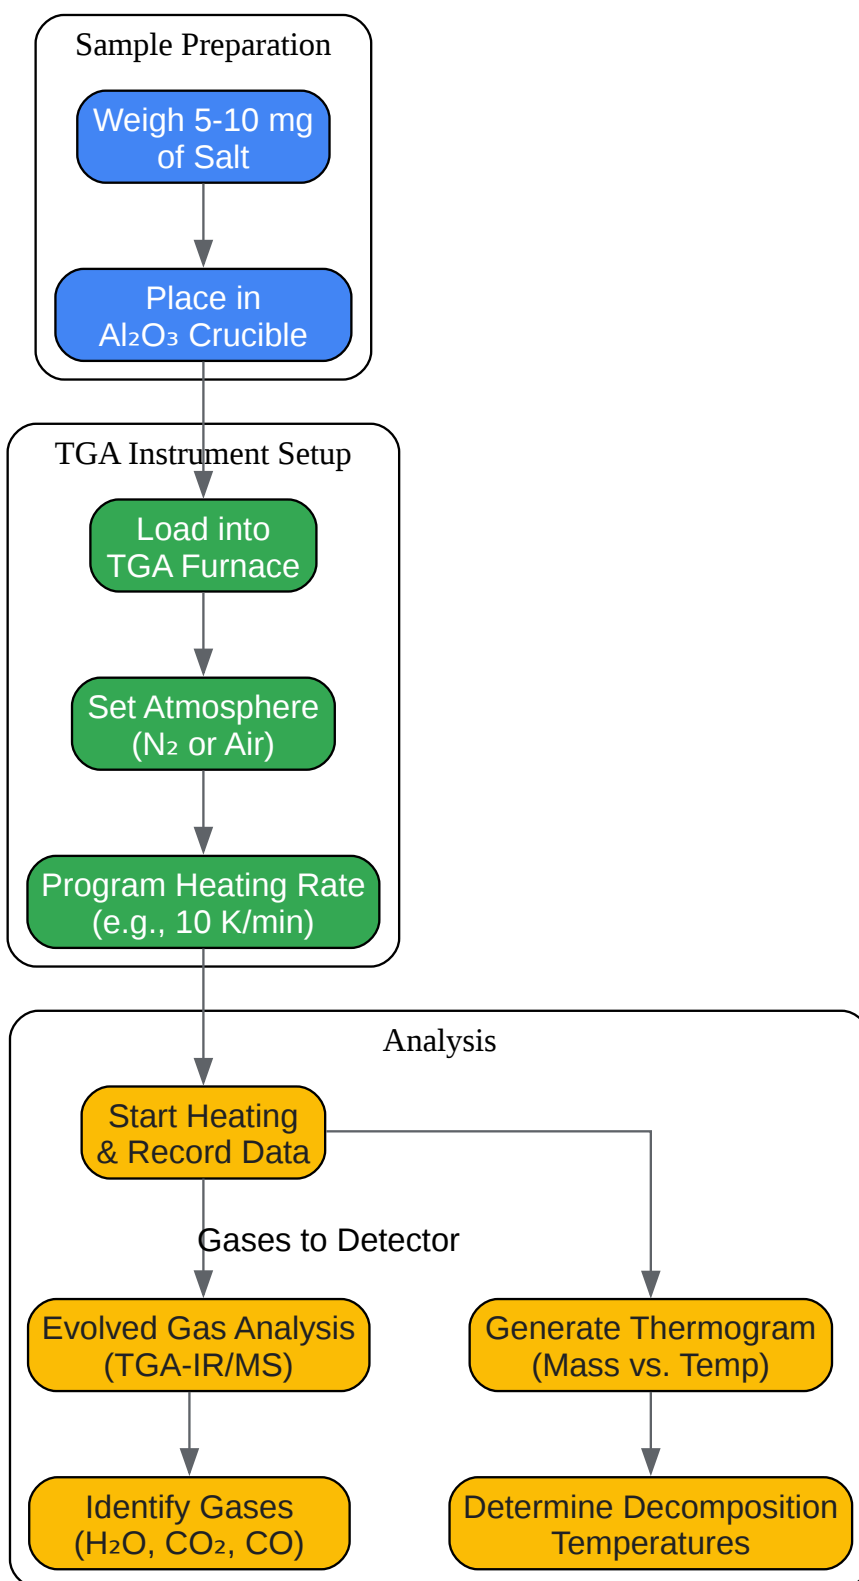 Sample Preparation
Weigh 5-10 mg
of Salt
Place in
Al₂O₃ Crucible
TGA Instrument Setup
Load into
TGA Furnace
Set Atmosphere
(N₂ or Air)
Program Heating Rate
(e.g., 10 K/min)
Analysis
Start Heating
& Record Data
Gases to Detector
Evolved Gas Analysis
(TGA-IR/MS)
Generate Thermogram
(Mass vs. Temp)
Identify Gases
(H₂O, CO₂, CO)
Determine Decomposition
Temperatures